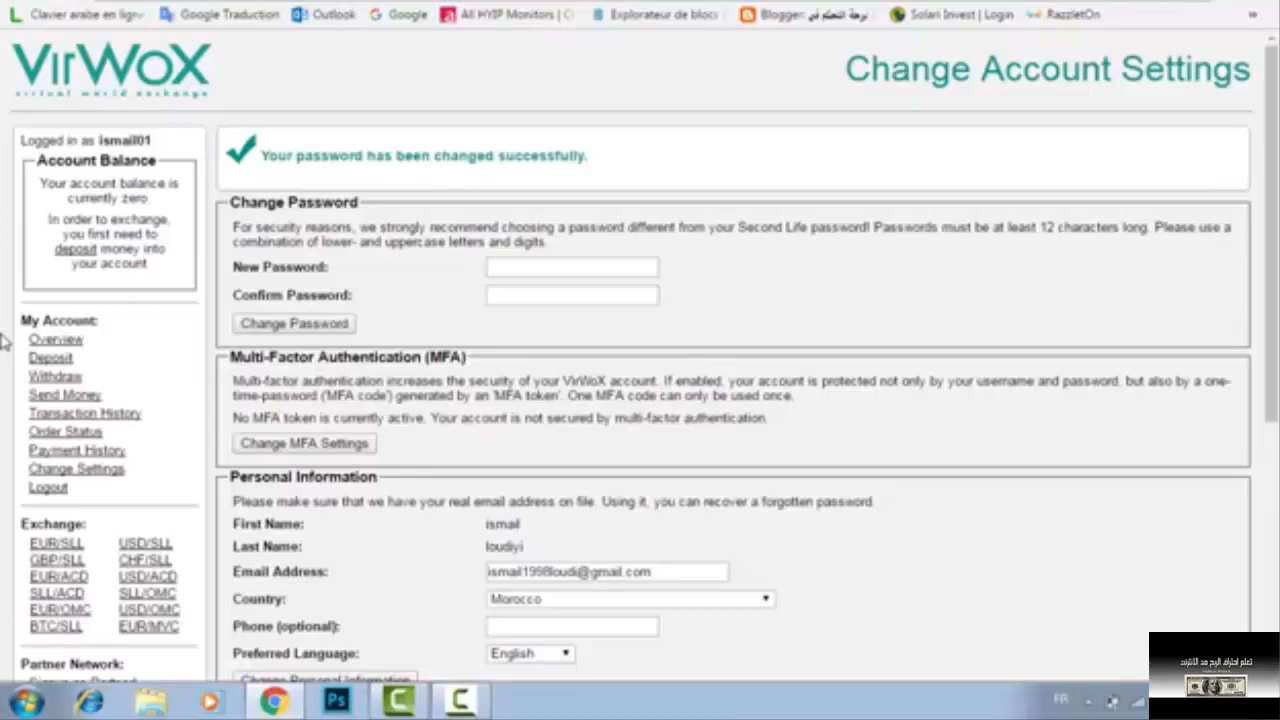 Clavier arabe en ligne
Google Traduction
Outlook
Google
All HYIP Monitors | C
Explorateur de blocs
Blogger:
Solari Invest | Login
RazzletOn
»
VirWoX
virtual world exchange
Change Account Settings
Logged in as ismail01
Account Balance
Your account balance is
currently zero.
In order to exchange,
you first need to
deposit money into
your account
My Account:
Overview
Deposit
Withdraw
Send Money
Transaction History
Order Status
Payment History
Change Settings
Logout
Exchange:
EUR/SLL USD/SLL
GBP/SLL CHF/SLL
EUR/ACD USD/ACD
SLL/ACD SLL/OMC
EUR/OMC USD/OMC
BTC/SLL EUR/MVC
Partner Network:
Your password has been changed successfully.
Change Password
For security reasons, we strongly recommend choosing a password different from your Second Life password! Passwords must be at least 12 characters long. Please use a
combination of lower- and uppercase letters and digits.
New Password:
Confirm Password:
Change Password
Multi-Factor Authentication (MFA)
Multi-factor authentication increases the security of your VirWoX account. If enabled, your account is protected not only by your username and password, but also by a one-
time-password ('MFA code') generated by an 'MFA token'. One MFA code can only be used once.
No MFA token is currently active. Your account is not secured by multi-factor authentication.
Change MFA Settings
Personal Information
Please make sure that we have your real email address on file. Using it, you can recover a forgotten password.
First Name: ismail
Last Name: loudiyi
Email Address: ismail1998loudi@gmail.com
Country: Morocco
Phone (optional):
Preferred Language: English
Change Personal Information
Ps
FR
تعلم احتراف الربح من الانترنت